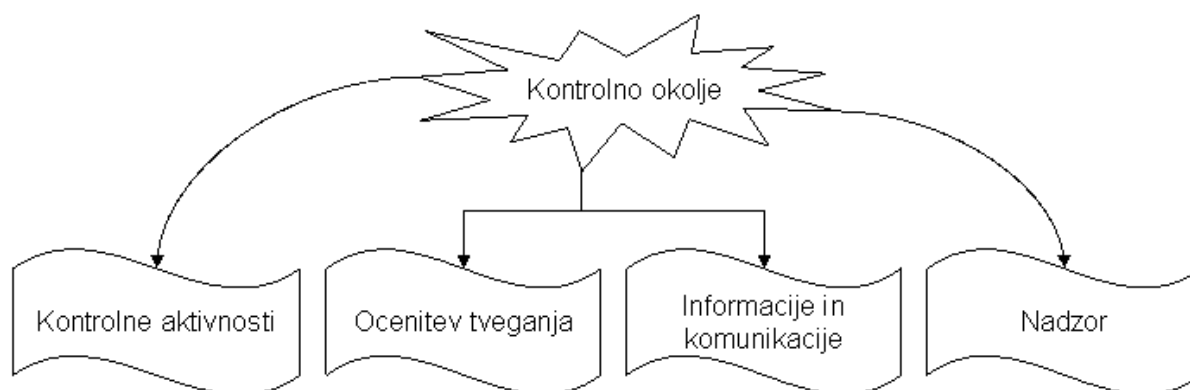 Kontrolno okolje
Kontrolne aktivnosti
Ocenitev tveganja
Informacije in
komunikacije
Nadzor